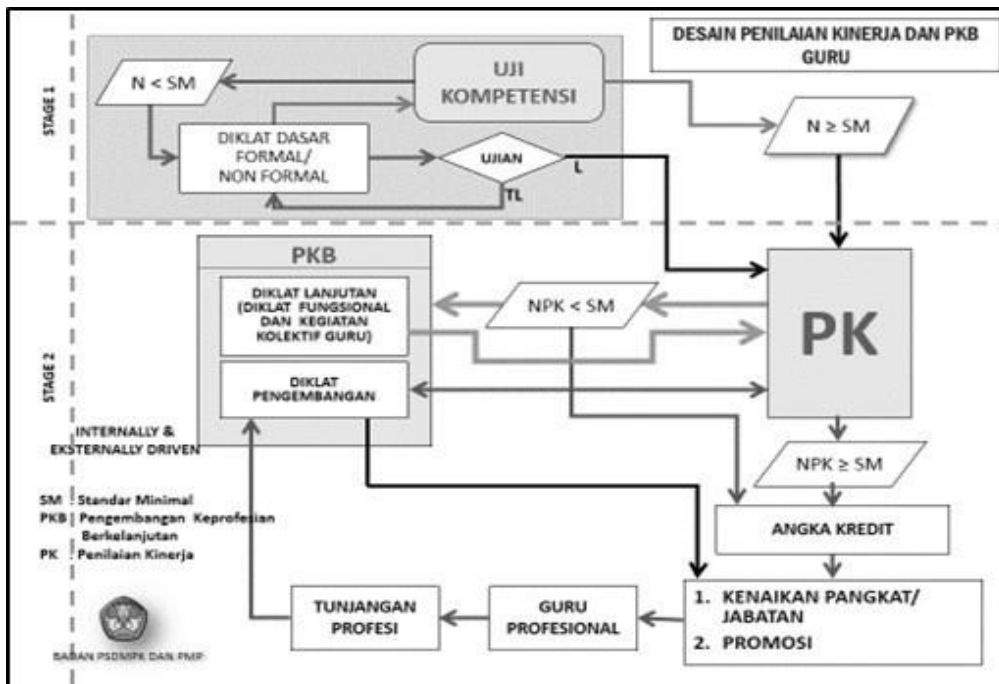 DESAIN PENILAIAN KINERJA DAN PKB
GURU
STAGE 1
N < SM
UJI
KOMPETENSI
N ≥ SM
DIKLAT DASAR
FORMAL/
NON FORMAL
UJIAN
L
TL
STAGE 2
PKB
DIKLAT LANJUTAN
(DIKLAT FUNGSIONAL
DAN KEGIATAN
KOLEKTIF GURU)
NPK < SM
PK
DIKLAT
PENGEMBANGAN
INTERNALLY &
EKSTERNALLY DRIVEN
NPK ≥ SM
SM : Standar Minimal
PKB : Pengembangan Keprofesian
Berkelanjutan
PK : Penilaian Kinerja
ANGKA KREDIT
TUNJANGAN
PROFESI
GURU
PROFESIONAL
1. KENAIKAN PANGKAT/
JABATAN
2. PROMOSI
BADAN PSDMPK DAN PMP